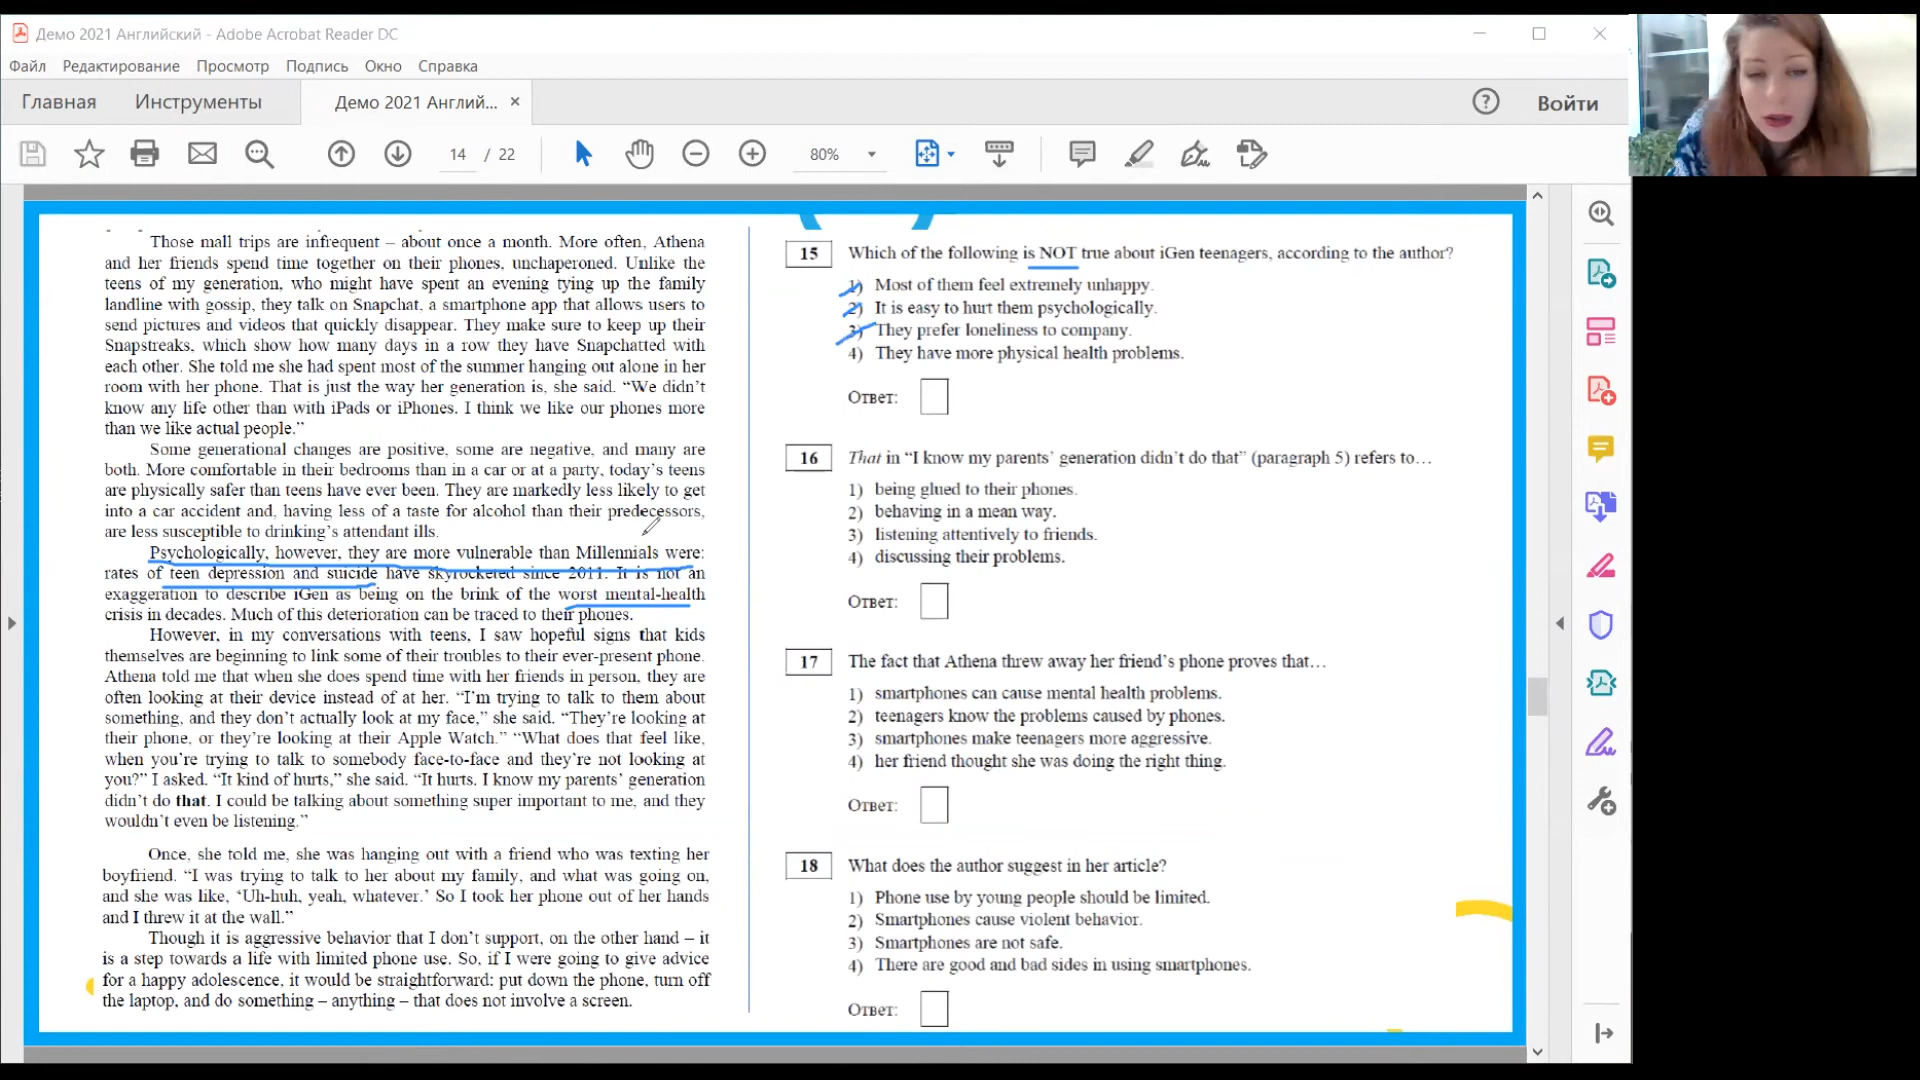 Демо 2021 Английский - Adobe Acrobat Reader DC
Файл Редактирование Просмотр Подпись Окно Справка
Главная Инструменты Демо 2021 Англий... ×
Войти
14 / 22 80%
Those mall trips are infrequent – about once a month. More often, Athena
and her friends spend time together on their phones, unchaperoned. Unlike the
teens of my generation, who might have spent an evening tying up the family
landline with gossip, they talk on Snapchat, a smartphone app that allows users to
send pictures and videos that quickly disappear. They make sure to keep up their
Snapstreaks, which show how many days in a row they have Snapchatted with
each other. She told me she had spent most of the summer hanging out alone in her
room with her phone. That is just the way her generation is, she said. “We didn’t
know any life other than with iPads or iPhones. I think we like our phones more
than we like actual people.”
Some generational changes are positive, some are negative, and many are
both. More comfortable in their bedrooms than in a car or at a party, today’s teens
are physically safer than teens have ever been. They are markedly less likely to get
into a car accident and, having less of a taste for alcohol than their predecessors,
are less susceptible to drinking’s attendant ills.
Psychologically, however, they are more vulnerable than Millennials were:
rates of teen depression and suicide have skyrocketed since 2011. It is not an
exaggeration to describe iGen as being on the brink of the worst mental-health
crisis in decades. Much of this deterioration can be traced to their phones.
However, in my conversations with teens, I saw hopeful signs that kids
themselves are beginning to link some of their troubles to their ever-present phone.
Athena told me that when she does spend time with her friends in person, they are
often looking at their device instead of at her. “I’m trying to talk to them about
something, and they don’t actually look at my face,” she said. “They’re looking at
their phone, or they’re looking at their Apple Watch.” “What does that feel like,
when you’re trying to talk to somebody face-to-face and they’re not looking at
you?” I asked. “It kind of hurts,” she said. “It hurts. I know my parents’ generation
didn’t do that. I could be talking about something super important to me, and they
wouldn’t even be listening.”
Once, she told me, she was hanging out with a friend who was texting her
boyfriend. “I was trying to talk to her about my family, and what was going on,
and she was like, ‘Uh-huh, yeah, whatever.’ So I took her phone out of her hands
and I threw it at the wall.”
Though it is aggressive behavior that I don’t support, on the other hand – it
is a step towards a life with limited phone use. So, if I were going to give advice
for a happy adolescence, it would be straightforward: put down the phone, turn off
the laptop, and do something – anything – that does not involve a screen.
15 Which of the following is NOT true about iGen teenagers, according to the author?
1) Most of them feel extremely unhappy.
2) It is easy to hurt them psychologically.
3) They prefer loneliness to company.
4) They have more physical health problems.
Ответ:
16 That in “I know my parents’ generation didn’t do that” (paragraph 5) refers to…
1) being glued to their phones.
2) behaving in a mean way.
3) listening attentively to friends.
4) discussing their problems.
Ответ:
17 The fact that Athena threw away her friend’s phone proves that…
1) smartphones can cause mental health problems.
2) teenagers know the problems caused by phones.
3) smartphones make teenagers more aggressive.
4) her friend thought she was doing the right thing.
Ответ:
18 What does the author suggest in her article?
1) Phone use by young people should be limited.
2) Smartphones cause violent behavior.
3) Smartphones are not safe.
4) There are good and bad sides in using smartphones.
Ответ: